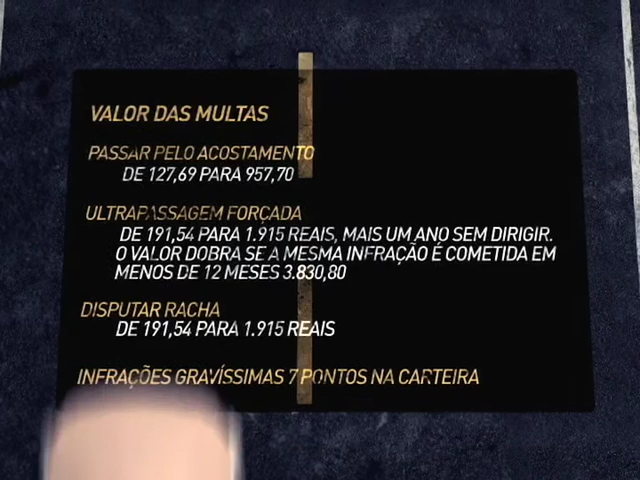 VALOR DAS MULTAS
PASSAR PELO ACOSTAMENTO
DE 127,69 PARA 957,70
ULTRAPASSAGEM FORÇADA
DE 191,54 PARA 1.915 REAIS, MAIS UM ANO SEM DIRIGIR.
O VALOR DOBRA SE A MESMA INFRAÇÃO É COMETIDA EM
MENOS DE 12 MESES 3.830,80
DISPUTAR RACHA
DE 191,54 PARA 1.915 REAIS
INFRAÇÕES GRAVÍSSIMAS 7 PONTOS NA CARTEIRA